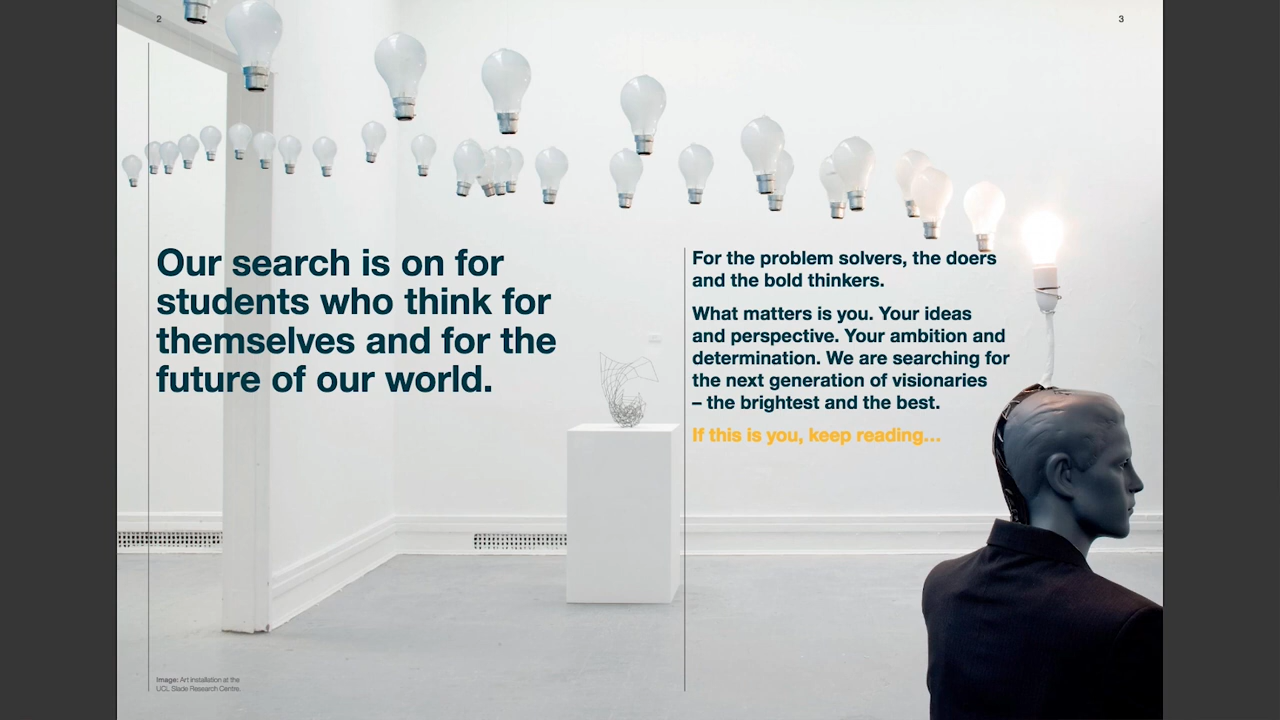 2
3
Our search is on for
students who think for
themselves and for the
future of our world.
For the problem solvers, the doers
and the bold thinkers.
What matters is you. Your ideas
and perspective. Your ambition and
determination. We are searching for
the next generation of visionaries
– the brightest and the best.
If this is you, keep reading…
Image: Art installation at the
UCL Slade Research Centre.